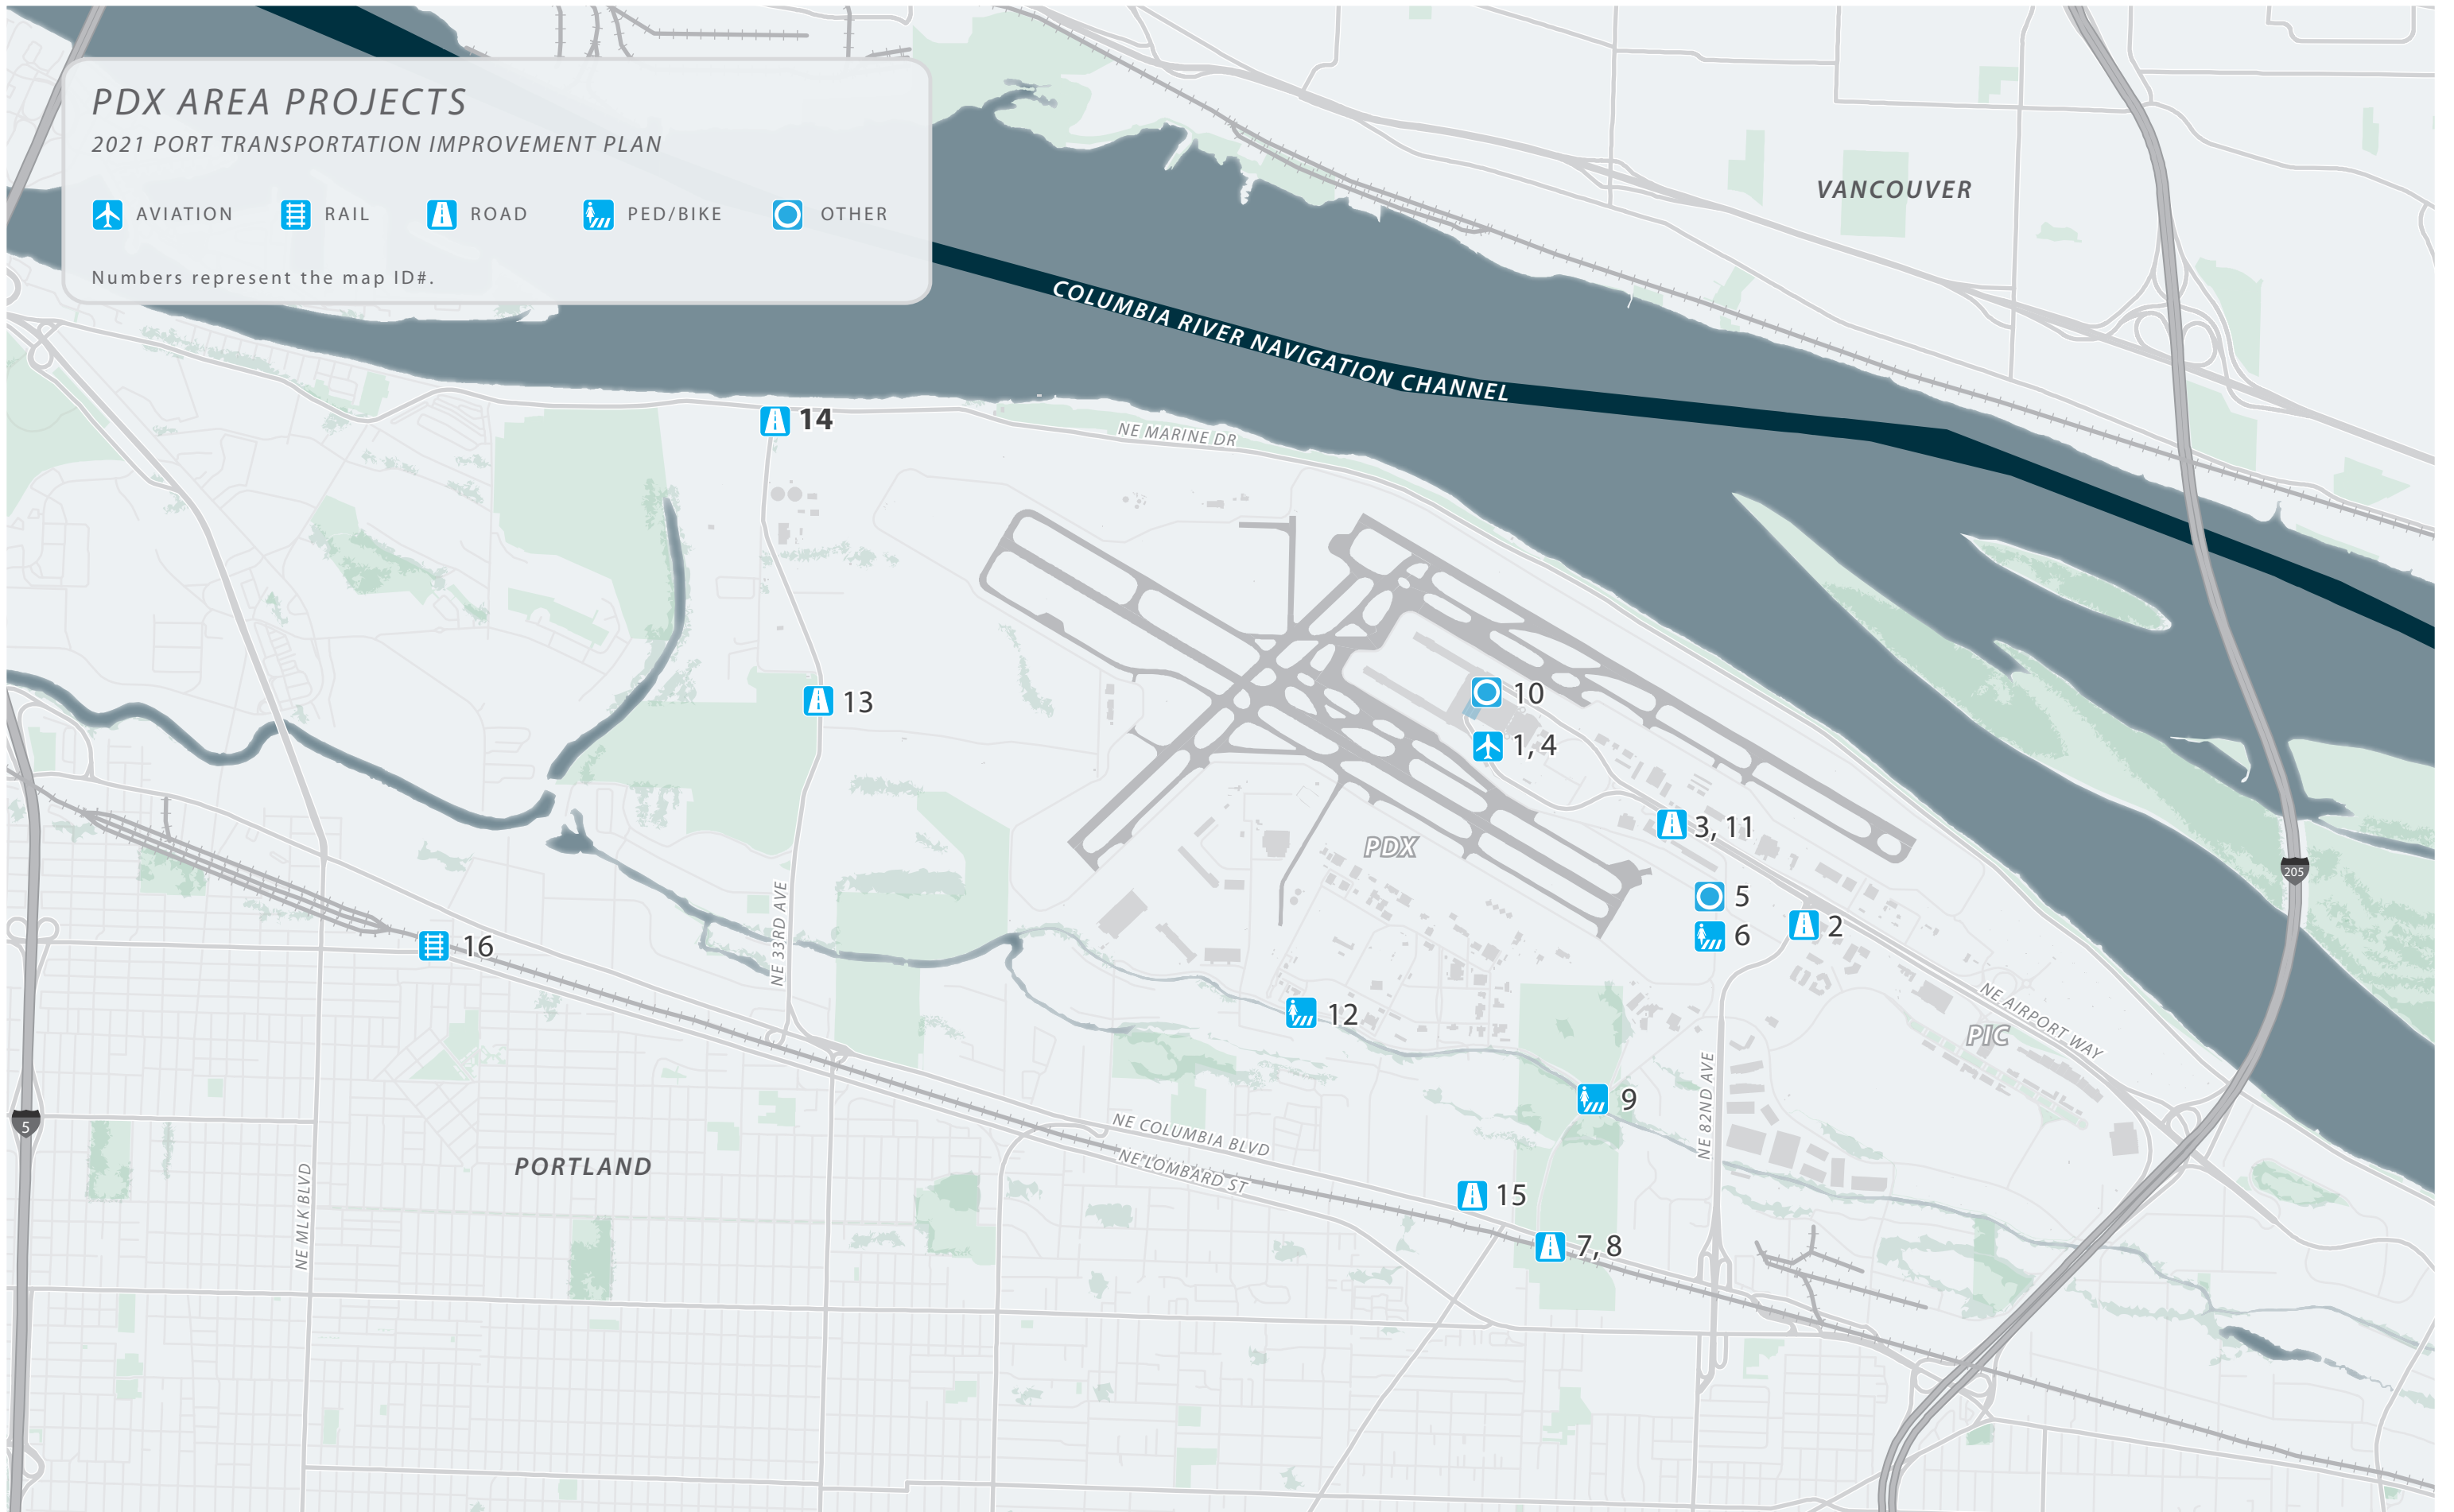 PDX AREA PROJECTS
2021 PORT TRANSPORTATION IMPROVEMENT PLAN
AVIATION
RAIL
ROAD
PED/BIKE
OTHER
Numbers represent the map ID#.
VANCOUVER
COLUMBIA RIVER NAVIGATION CHANNEL
14
NE MARINE DR
13
10
1, 4
3, 11
PDX
205
5
6
2
NE 33RD AVE
16
12
NE AIRPORT WAY
PIC
NE 82ND AVE
9
5
NE COLUMBIA BLVD
NE LOMBARD ST
PORTLAND
NE MLK BLVD
15
7, 8